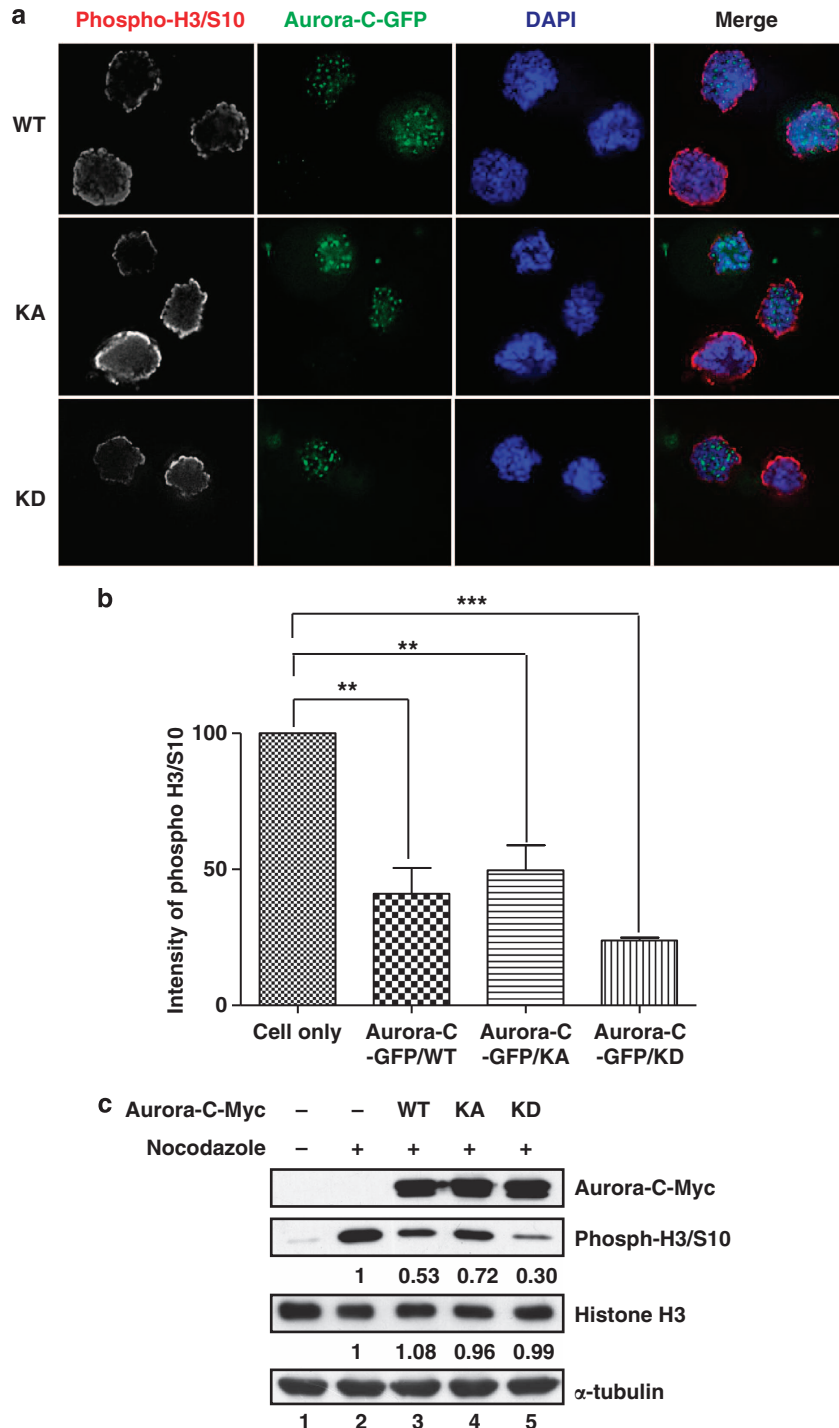 a
Phospho-H3/S10 Aurora-C-GFP DAPI Merge
WT
KA
KD
b
***
**
**
Intensity of phospho H3/S10
100
50
0
Cell only Aurora-C -GFP/WT Aurora-C -GFP/KA Aurora-C -GFP/KD
c
Aurora-C-Myc – – WT KA KD
Nocodazole – + + + +
Aurora-C-Myc
Phosph-H3/S10
1 0.53 0.72 0.30
Histone H3
1 1.08 0.96 0.99
α-tubulin
1 2 3 4 5